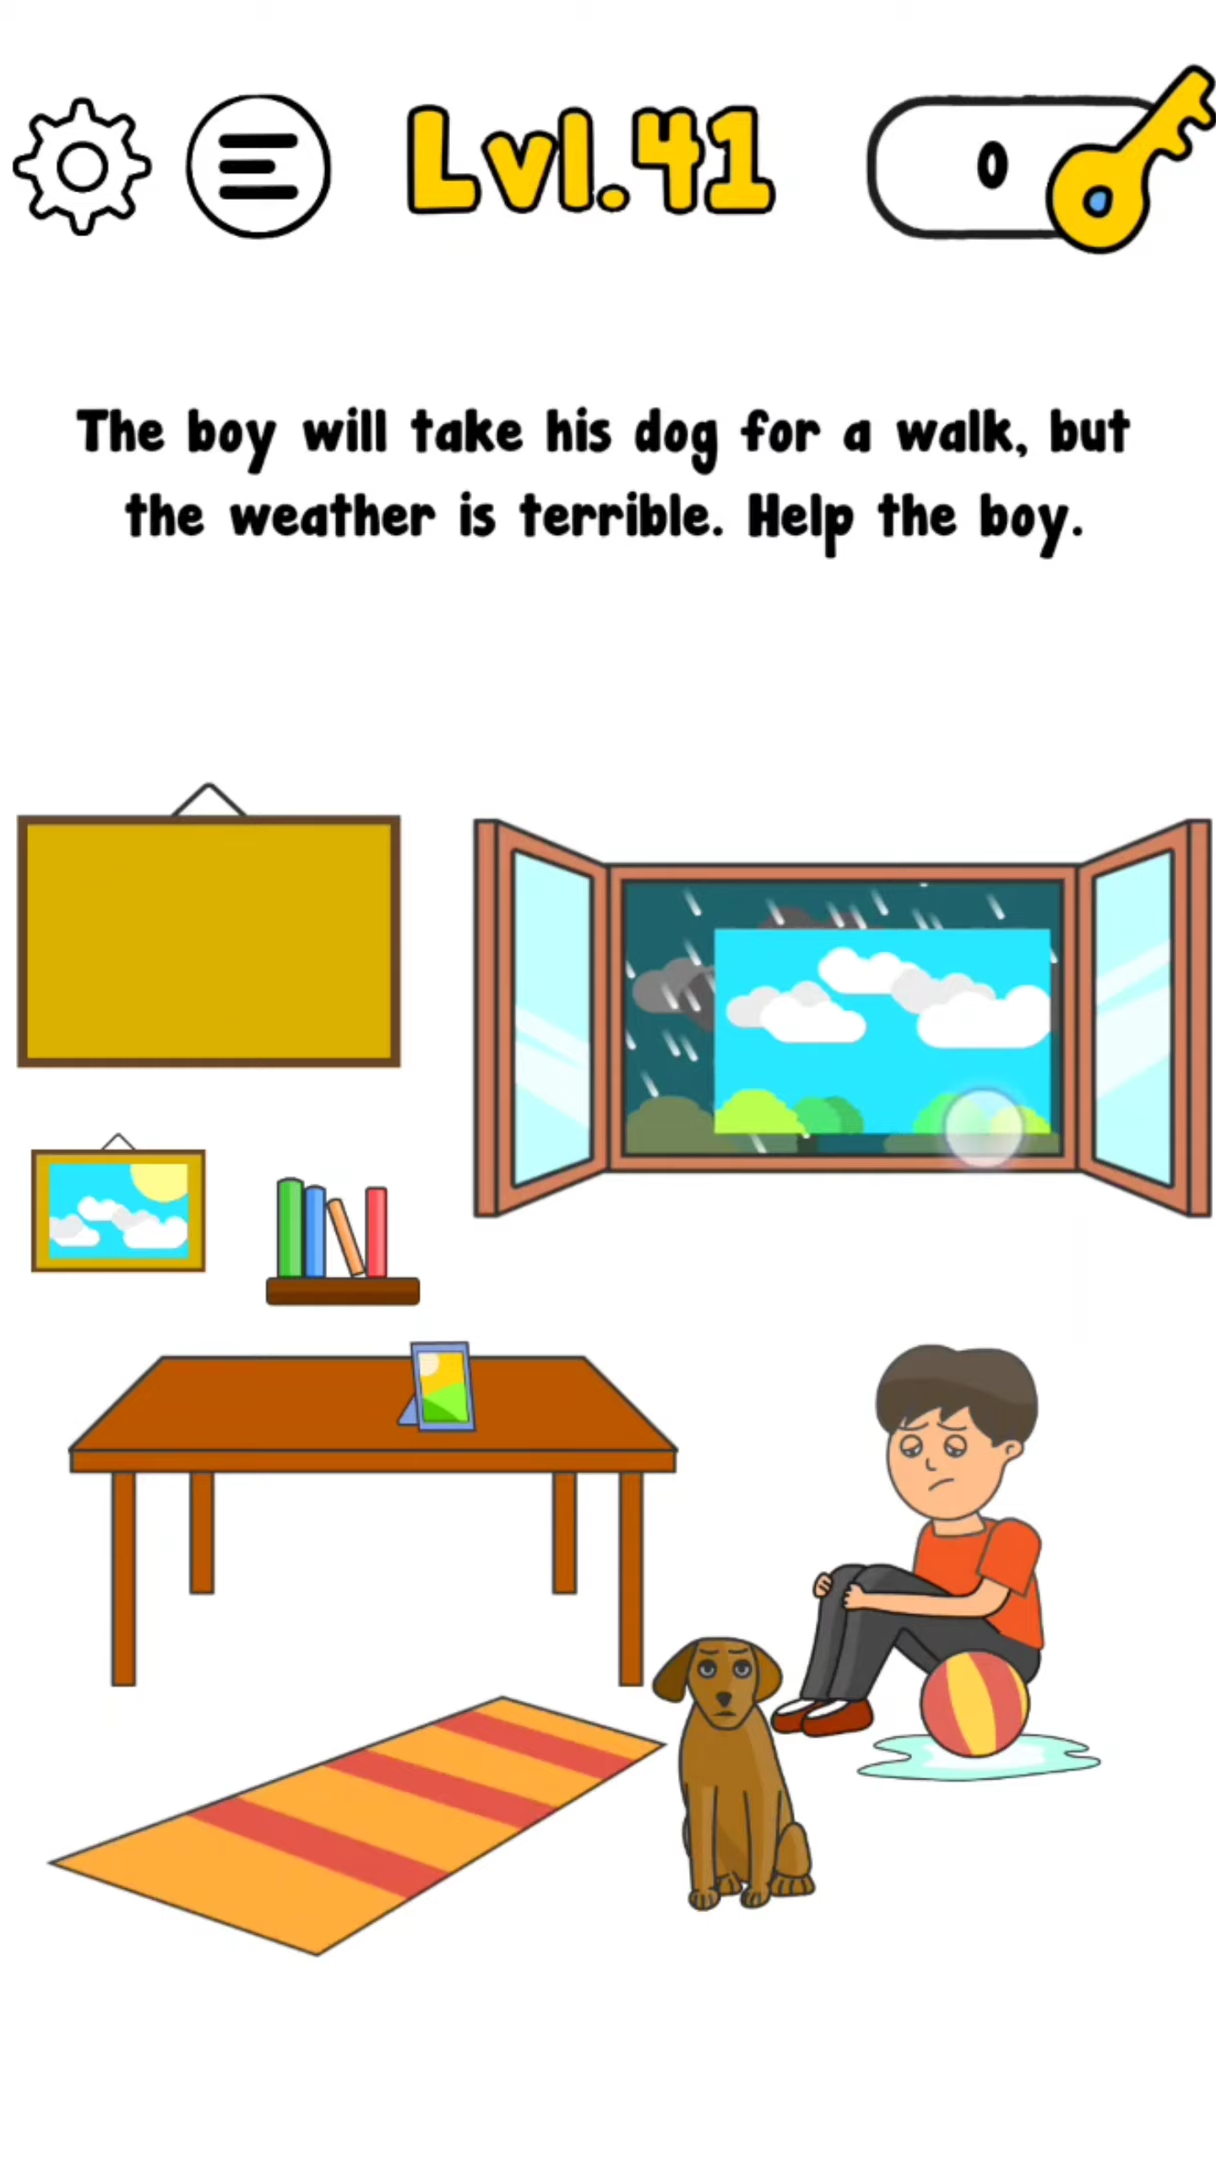 Lvl.41
0
The boy will take his dog for a walk, but
the weather is terrible. Help the boy.